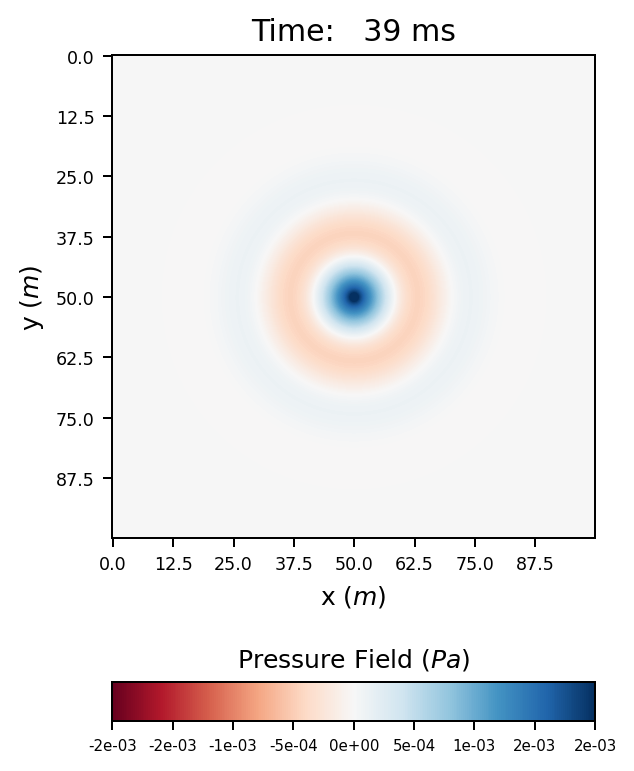 Time: 39 ms
0.0
12.5
25.0
37.5
50.0
62.5
75.0
87.5
y (m)
0.0 12.5 25.0 37.5 50.0 62.5 75.0 87.5
x (m)
Pressure Field (Pa)
-2e-03 -2e-03 -1e-03 -5e-04 0e+00 5e-04 1e-03 2e-03 2e-03